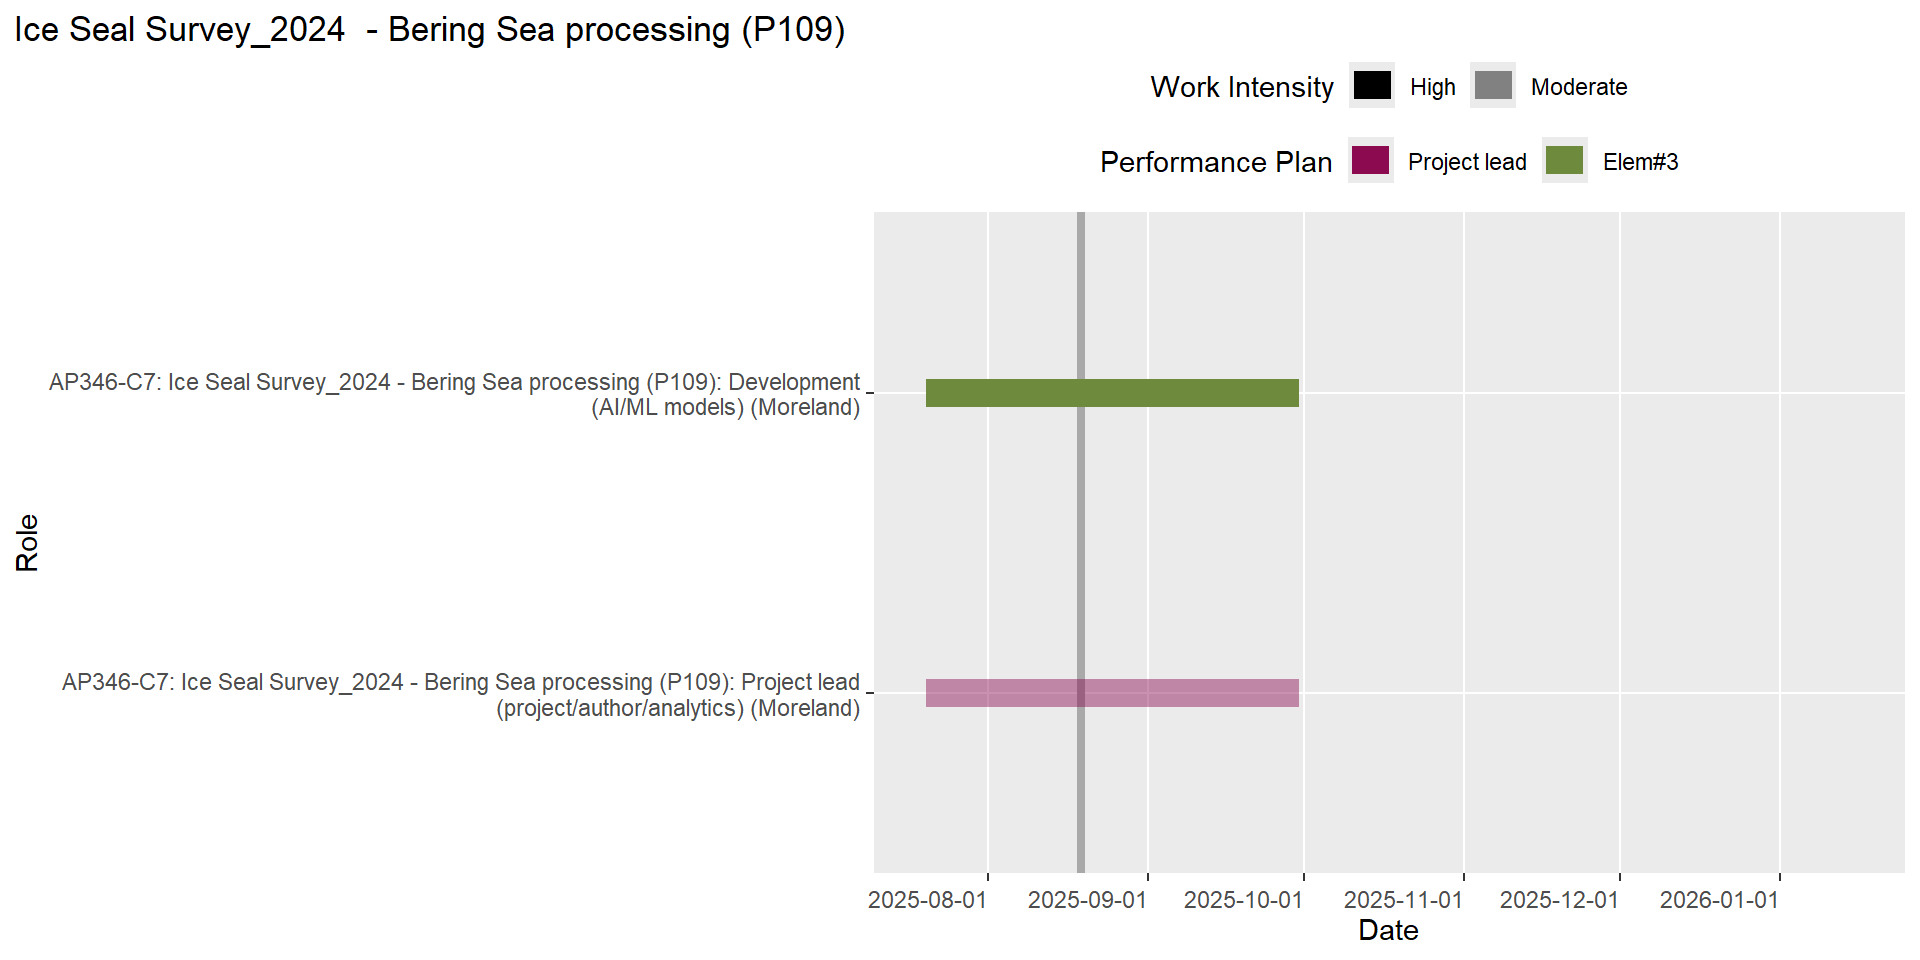 Ice Seal Survey_2024  - Bering Sea processing (P109)
Work Intensity High Moderate
Performance Plan Project lead Elem#3
AP346-C7: Ice Seal Survey_2024 - Bering Sea processing (P109): Development
(AI/ML models) (Moreland)
Role
AP346-C7: Ice Seal Survey_2024 - Bering Sea processing (P109): Project lead
(project/author/analytics) (Moreland)
2025-08-01 2025-09-01 2025-10-01 2025-11-01 2025-12-01 2026-01-01
Date